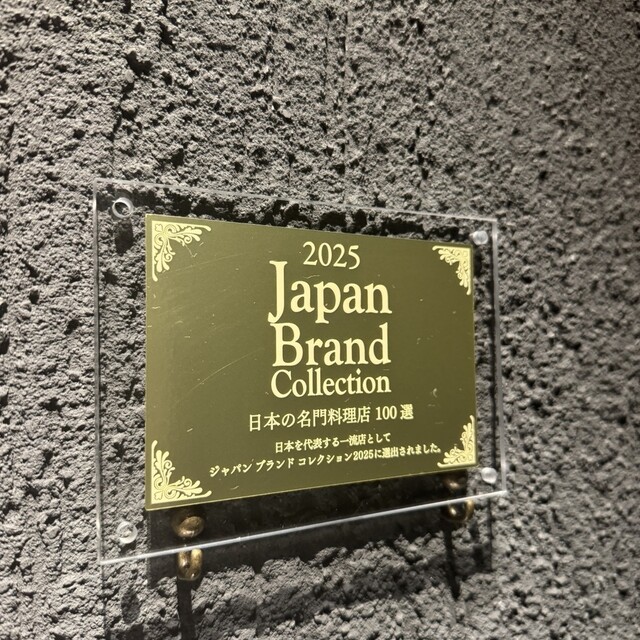 2025
Japan
Brand
Collection
日本の名門料理店 100 選
日本を代表する一流店として
ジャパン ブランド コレクション2025に選出されました。